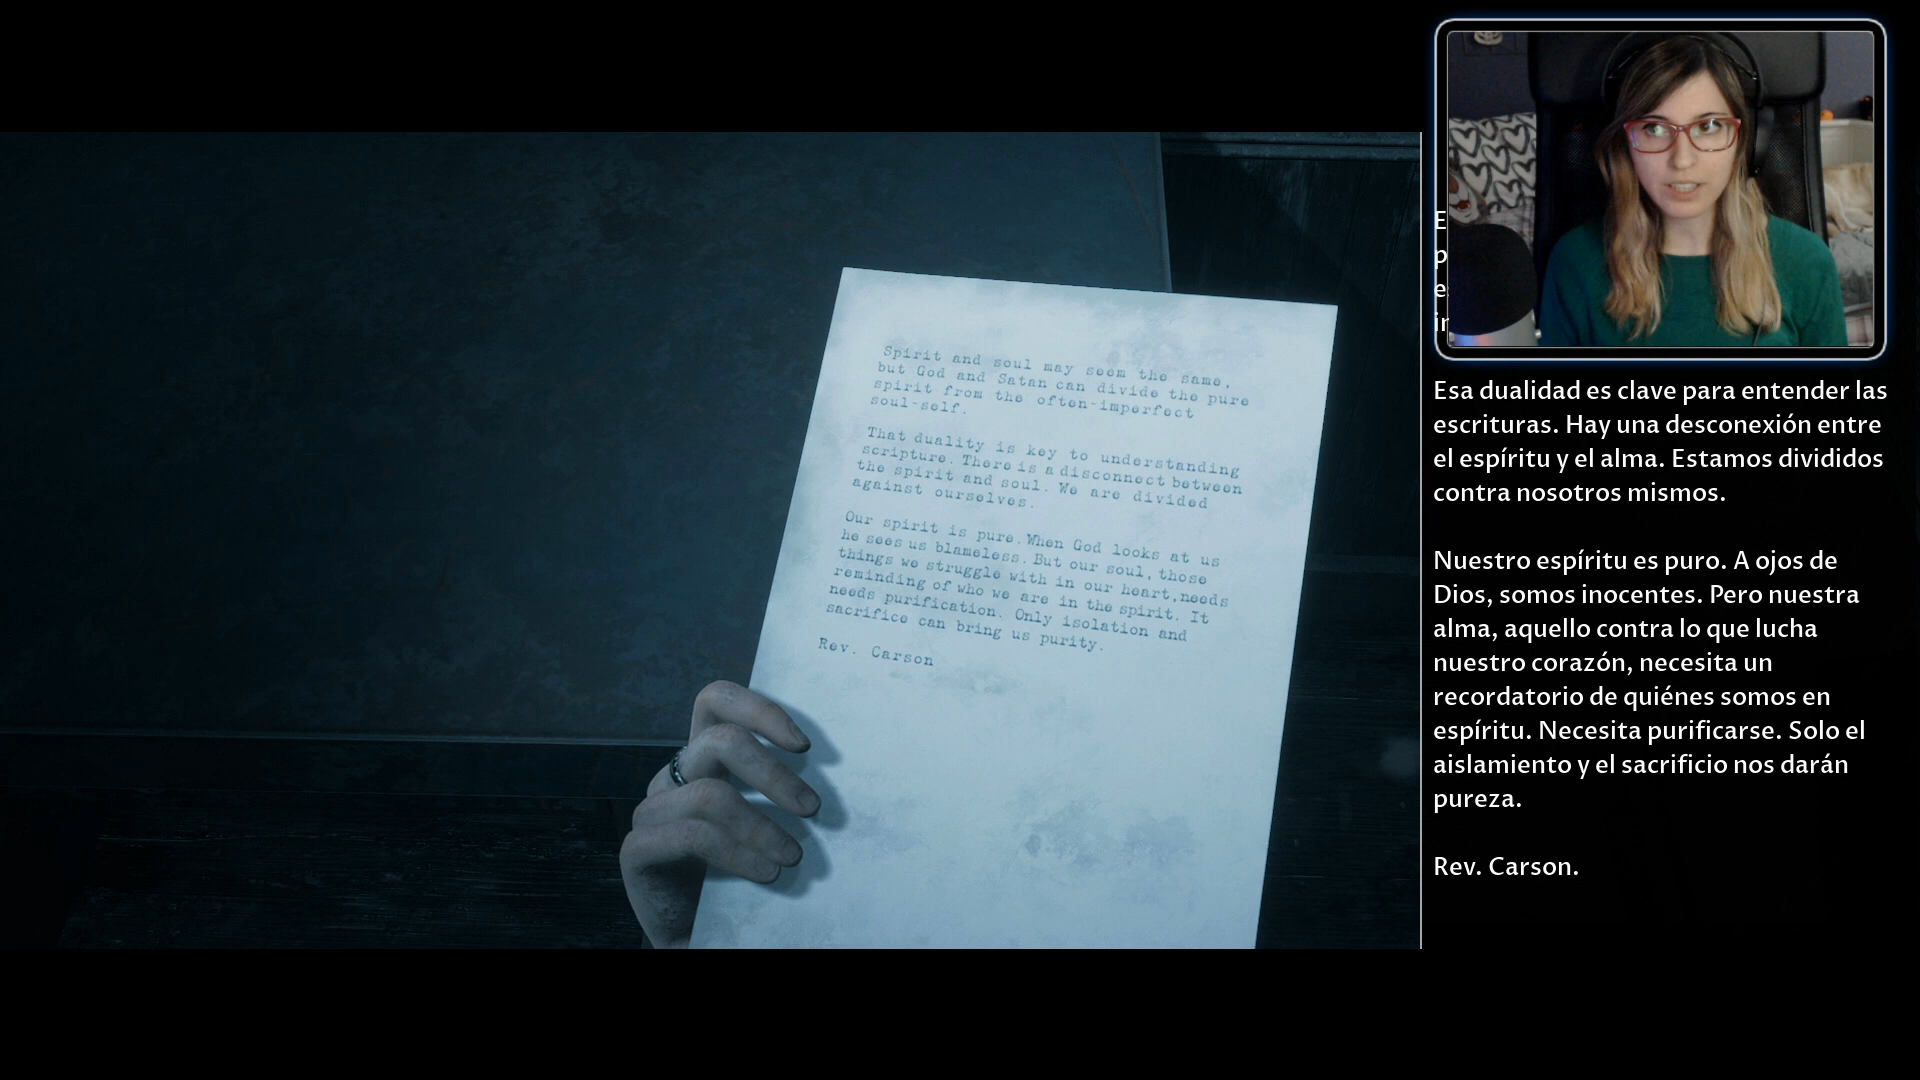 Spirit and soul may seem the same,
but God and Satan can divide the pure
spirit from the often-imperfect
soul-self.
That duality is key to understanding
scripture. There is a disconnect between
the spirit and soul. We are divided
against ourselves.
Our spirit is pure. When God looks at us
he sees us blameless. But our soul, those
things we struggle with in our heart, needs
reminding of who we are in the spirit. It
needs purification. Only isolation and
sacrifice can bring us purity.
Rev. Carson
Esa dualidad es clave para entender las
escrituras. Hay una desconexión entre
el espíritu y el alma. Estamos divididos
contra nosotros mismos.
Nuestro espíritu es puro. A ojos de
Dios, somos inocentes. Pero nuestra
alma, aquello contra lo que lucha
nuestro corazón, necesita un
recordatorio de quiénes somos en
espíritu. Necesita purificarse. Solo el
aislamiento y el sacrificio nos darán
pureza.
Rev. Carson.